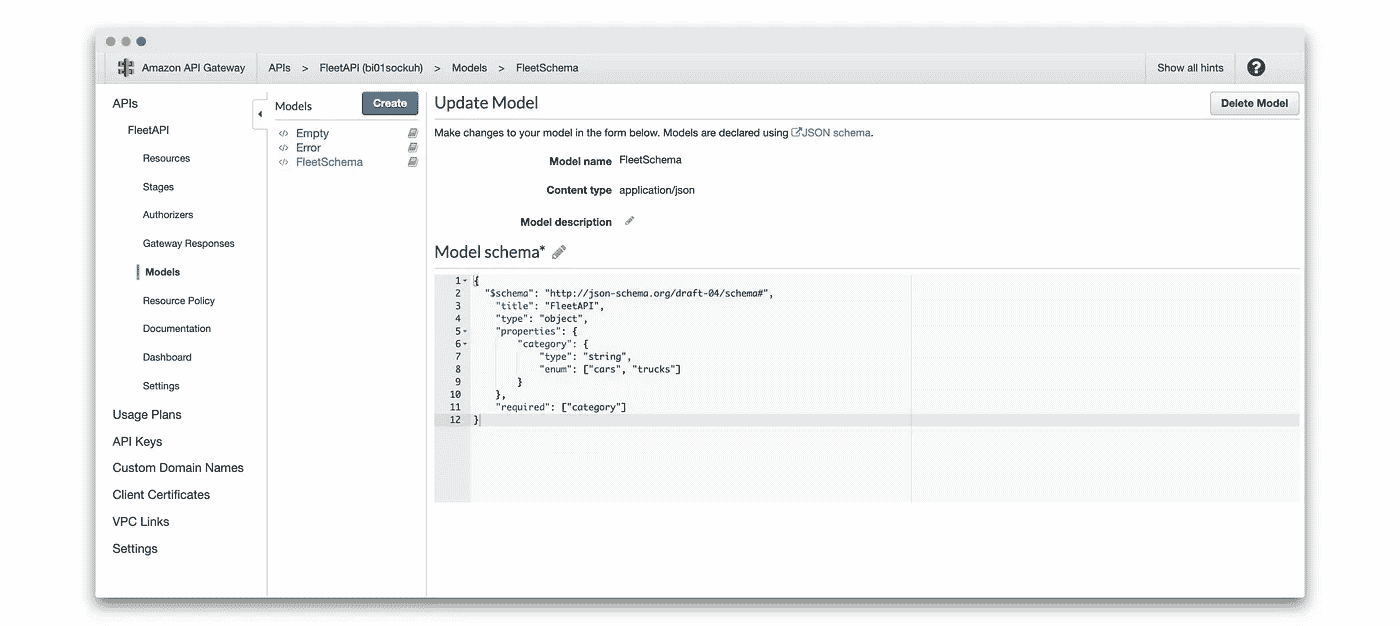 Amazon API Gateway APIs > FleetAPI (bi01sockuh) > Models > FleetSchema Show all hints ?
APIs
FleetAPI
Resources
Stages
Authorizers
Gateway Responses
Models
Resource Policy
Documentation
Dashboard
Settings
Usage Plans
API Keys
Custom Domain Names
Client Certificates
VPC Links
Settings
Models Create
</> Empty
</> Error
</> FleetSchema
Update Model Delete Model
Make changes to your model in the form below. Models are declared using JSON schema.
Model name FleetSchema
Content type application/json
Model description
Model schema*
1 {
2 "$schema": "http://json-schema.org/draft-04/schema#",
3 "title": "FleetAPI",
4 "type": "object",
5 "properties": {
6 "category": {
7 "type": "string",
8 "enum": ["cars", "trucks"]
9 }
10 },
11 "required": ["category"]
12 }